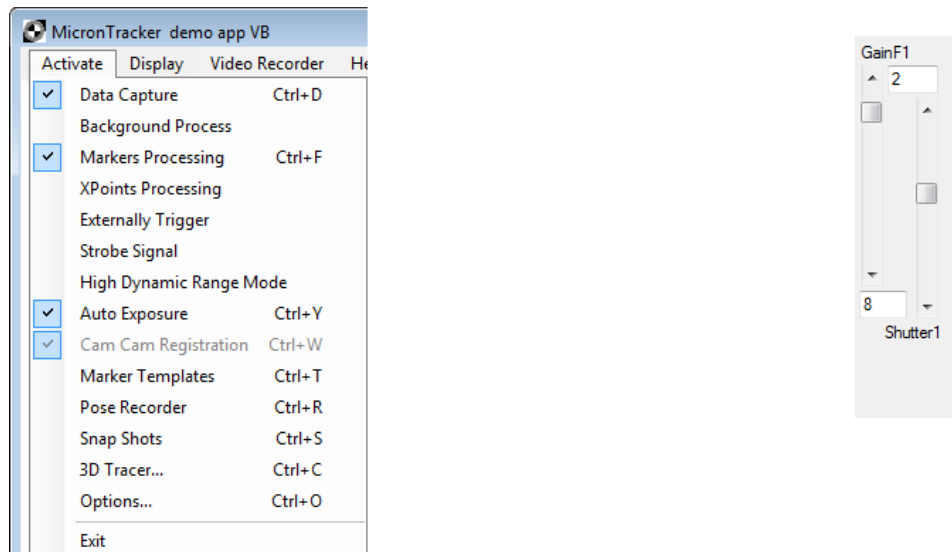 MicronTracker demo app VB
Activate Display Video Recorder He
Data Capture Ctrl+D
Background Process
Markers Processing Ctrl+F
XPoints Processing
Externally Trigger
Strobe Signal
High Dynamic Range Mode
Auto Exposure Ctrl+Y
Cam Cam Registration Ctrl+W
Marker Templates Ctrl+T
Pose Recorder Ctrl+R
Snap Shots Ctrl+S
3D Tracer... Ctrl+C
Options... Ctrl+O
Exit
GainF1
2
8
Shutter1